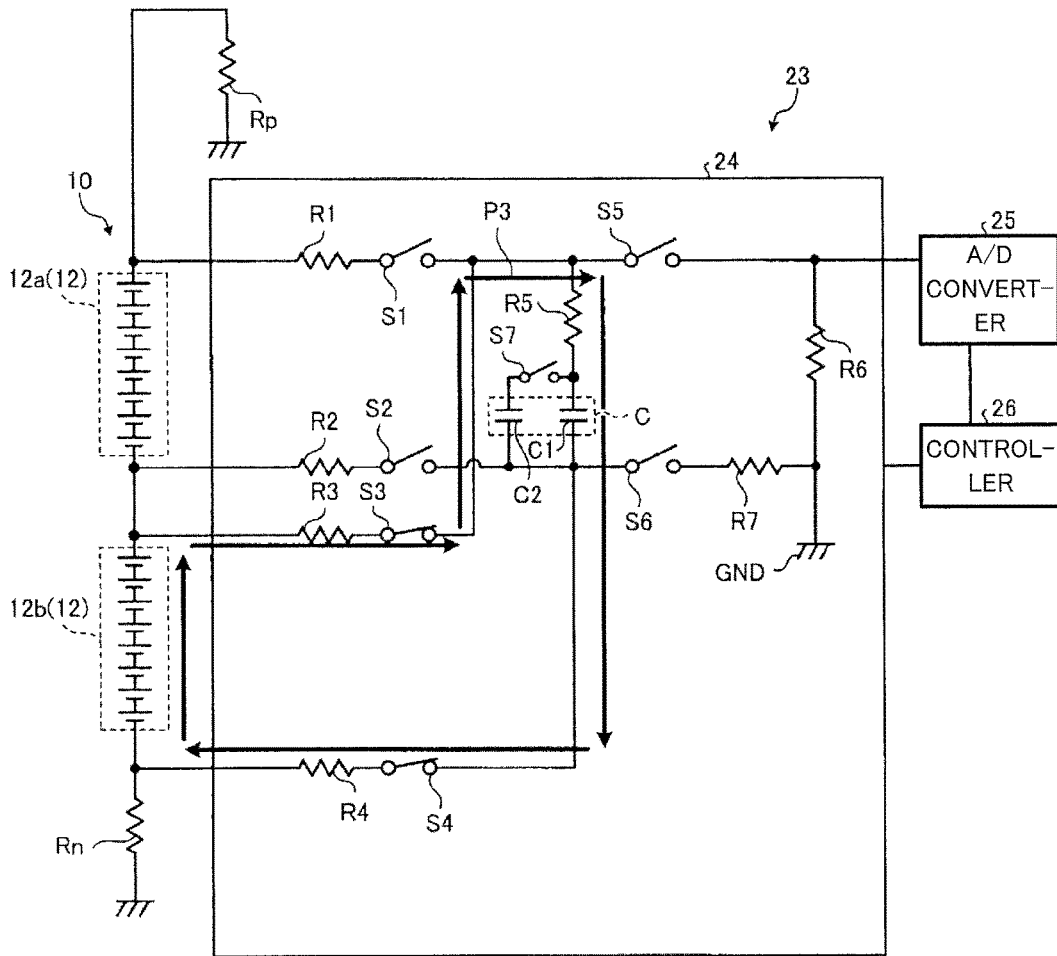 Rp
23
24
10
R1
P3
S5
25
A/D
CONVERT-
ER
12a(12)
S1
R5
S7
R6
26
R2
S2
C
C1
CONTROL-
LER
R3
S3
C2
S6
R7
GND
12b(12)
R4
S4
Rn